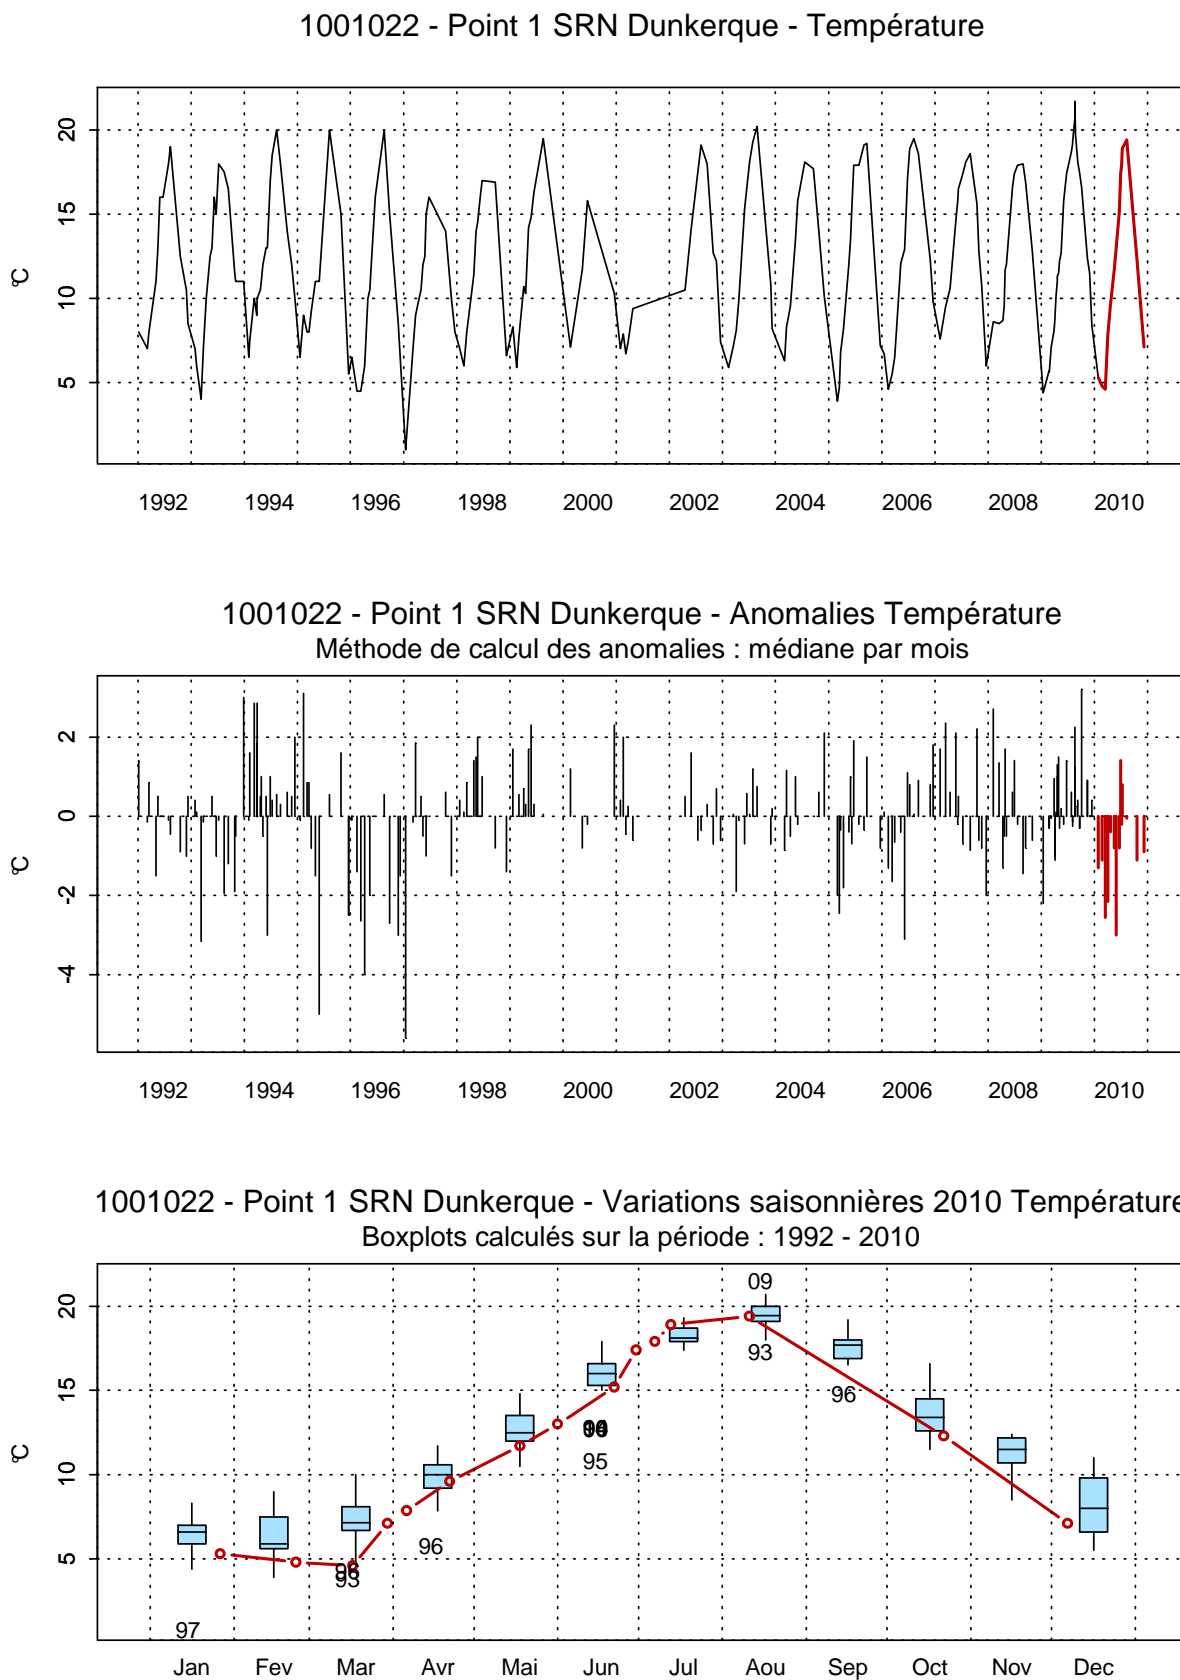 1001022 - Point 1 SRN Dunkerque - Température
20
15
10
5
°C
1992 1994 1996 1998 2000 2002 2004 2006 2008 2010
1001022 - Point 1 SRN Dunkerque - Anomalies Température
Méthode de calcul des anomalies : médiane par mois
2
0
-2
-4
°C
1992 1994 1996 1998 2000 2002 2004 2006 2008 2010
1001022 - Point 1 SRN Dunkerque - Variations saisonnières 2010 Température
Boxplots calculés sur la période : 1992 - 2010
09
20
93
15
96
95
10
°C
96
5
93
97
Jan Fev Mar Avr Mai Jun Jul Aou Sep Oct Nov Dec